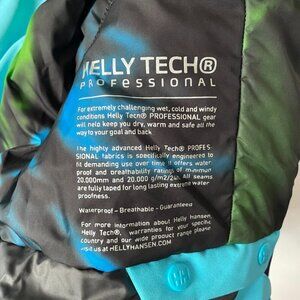 HELLY TECH®
PROFESSIONAL
For extremely challenging wet, cold and windy
conditions Helly Tech® PROFESSIONAL gear
will help keep you dry, warm and safe all the
way to your goal and back
The highly advanced Helly Tech® PROFES-
SIONAL fabrics is specifically engineered to
fit demanding use over time it offers water-
proof and breathability ratings of minimum
20.000mm and 20.000 g/m2/24h. All seams
are fully taped for long lasting extreme water
proofness.
Waterproof - Breathable - Guaranteed
For more information about Helly hansen,
Helly Tech®, warranties for your specific
country and our wide product range please
visit us at HELLYHANSEN.COM
HH